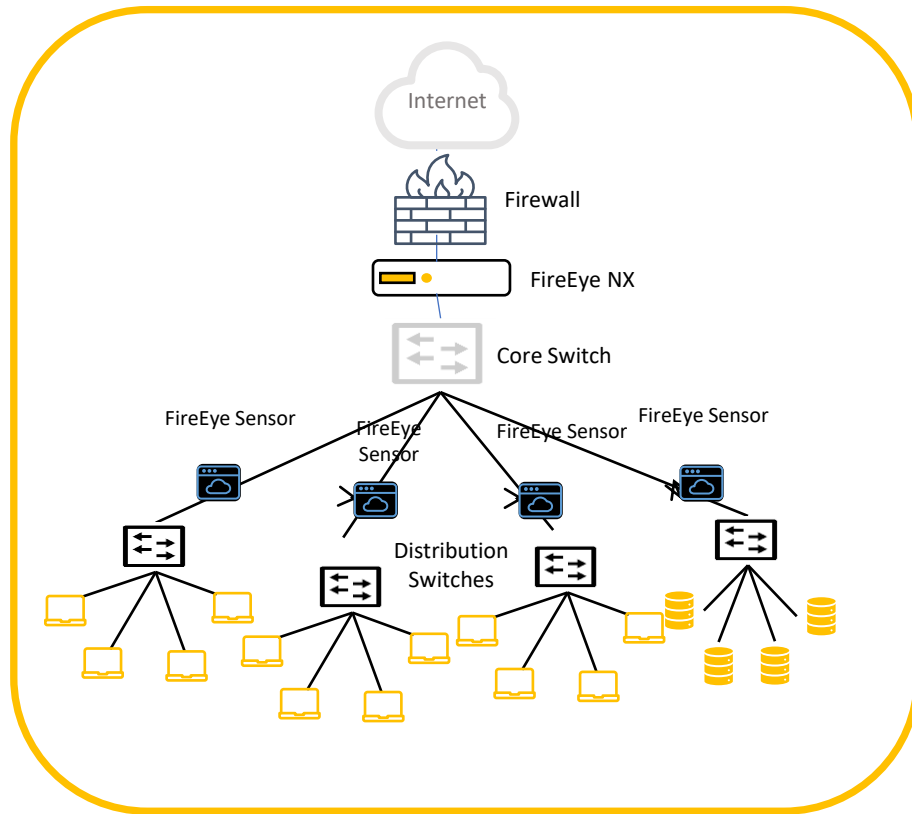 Internet
Firewall
FireEye NX
Core Switch
FireEye Sensor
FireEye
Sensor
FireEye Sensor
FireEye Sensor
Distribution
Switches